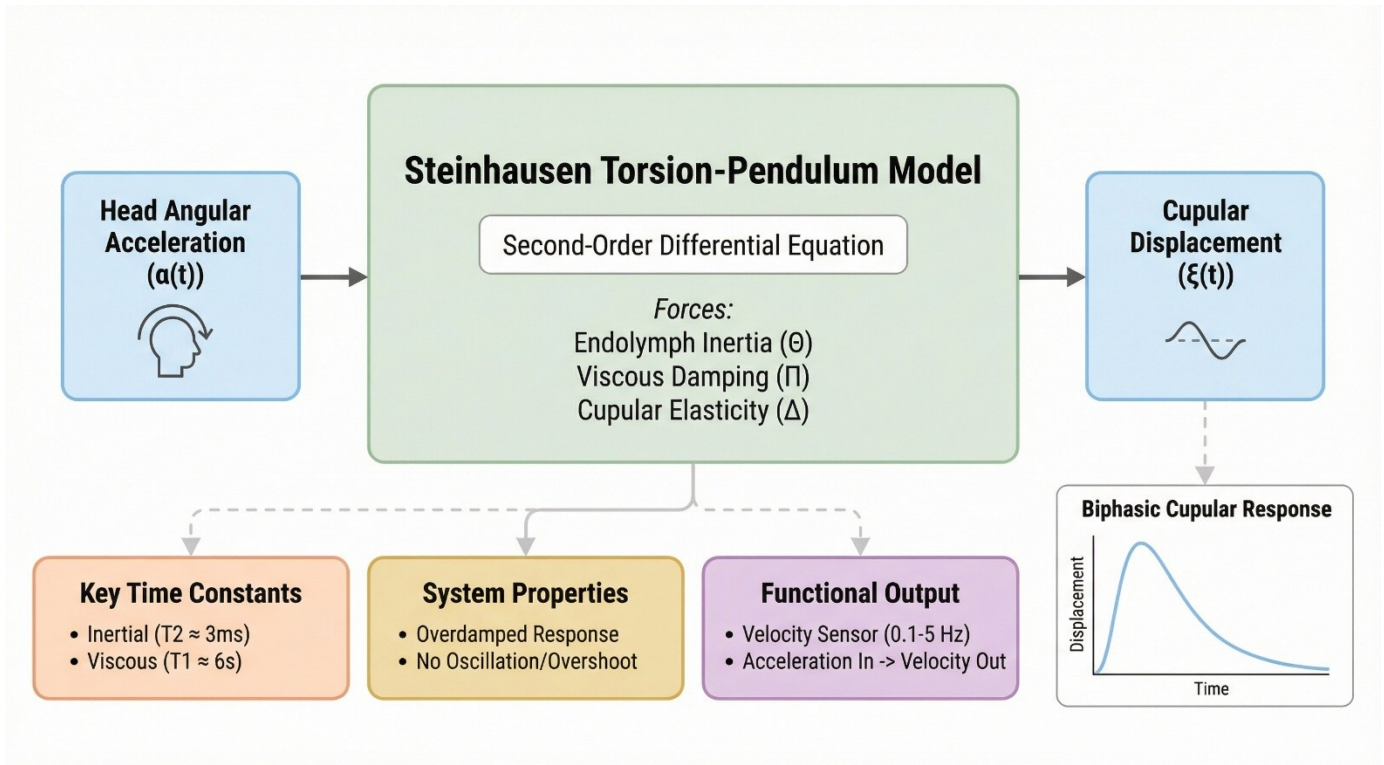 Steinhausen Torsion-Pendulum Model
Second-Order Differential Equation
Forces:
Endolymph Inertia (Θ)
Viscous Damping (Π)
Cupular Elasticity (Δ)
Head Angular
Acceleration
(α(t))
Cupular
Displacement
(ξ(t))
Key Time Constants
• Inertial (T2 ≈ 3ms)
• Viscous (T1 ≈ 6s)
System Properties
• Overdamped Response
• No Oscillation/Overshoot
Functional Output
• Velocity Sensor (0.1-5 Hz)
• Acceleration In -> Velocity Out
Biphasic Cupular Response
Displacement
Time